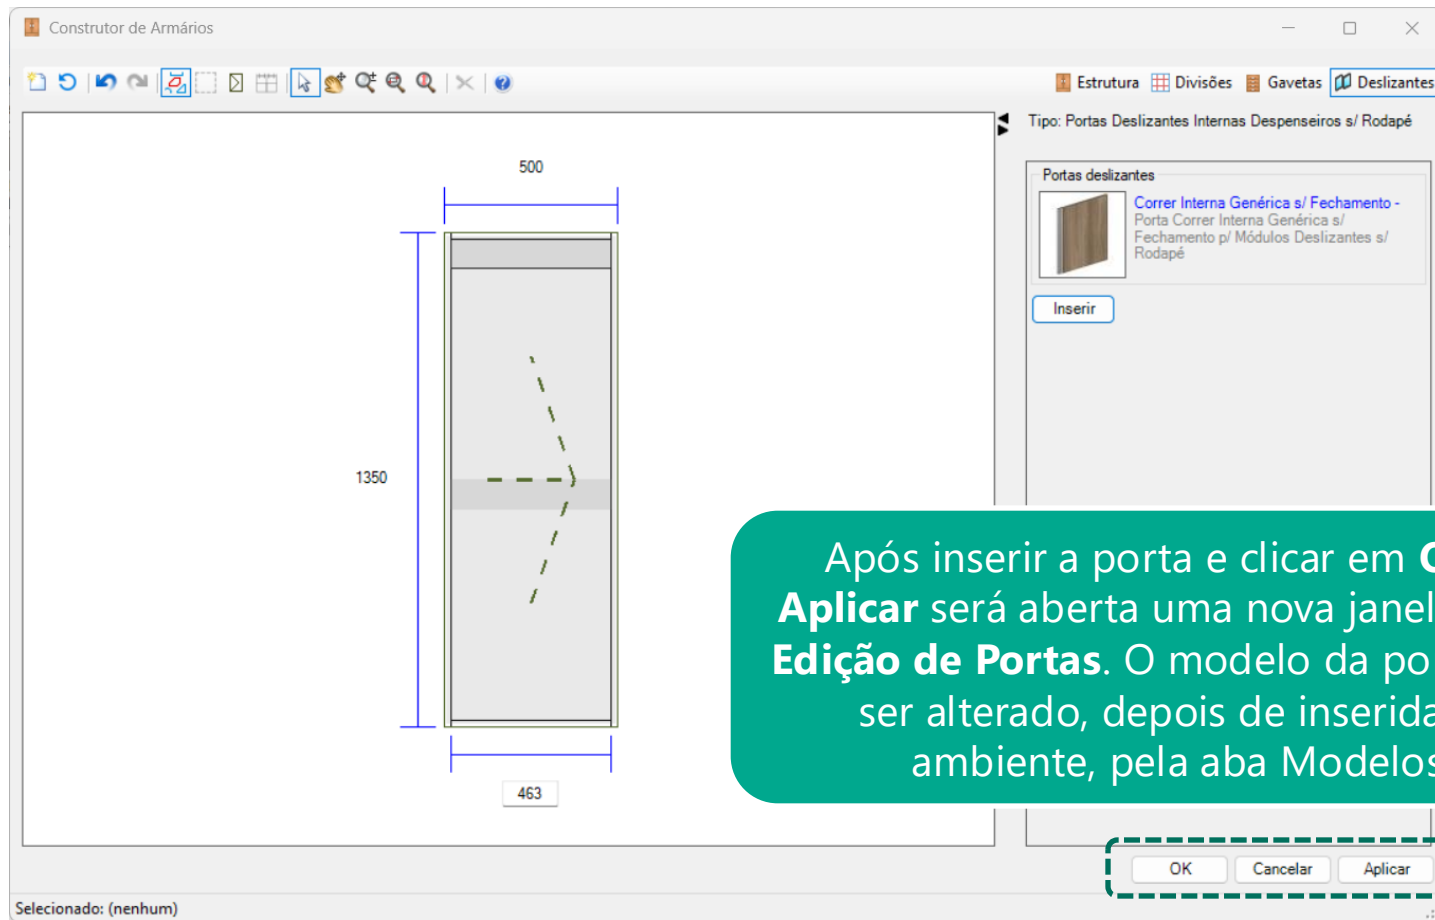 Construtor de Armários
Estrutura Divisões Gavetas Deslizantes
Tipo: Portas Deslizantes Internas Despenseiros s/ Rodapé
Portas deslizantes
Correr Interna Genérica s/ Fechamento -
Porta Correr Interna Genérica s/
Fechamento p/ Módulos Deslizantes s/
Rodapé
Inserir
500
1350
463
Após inserir a porta e clicar em
Aplicar será aberta uma nova janel
Edição de Portas. O modelo da po
ser alterado, depois de inserida
ambiente, pela aba Modelos
OK Cancelar Aplicar
Selecionado: (nenhum)